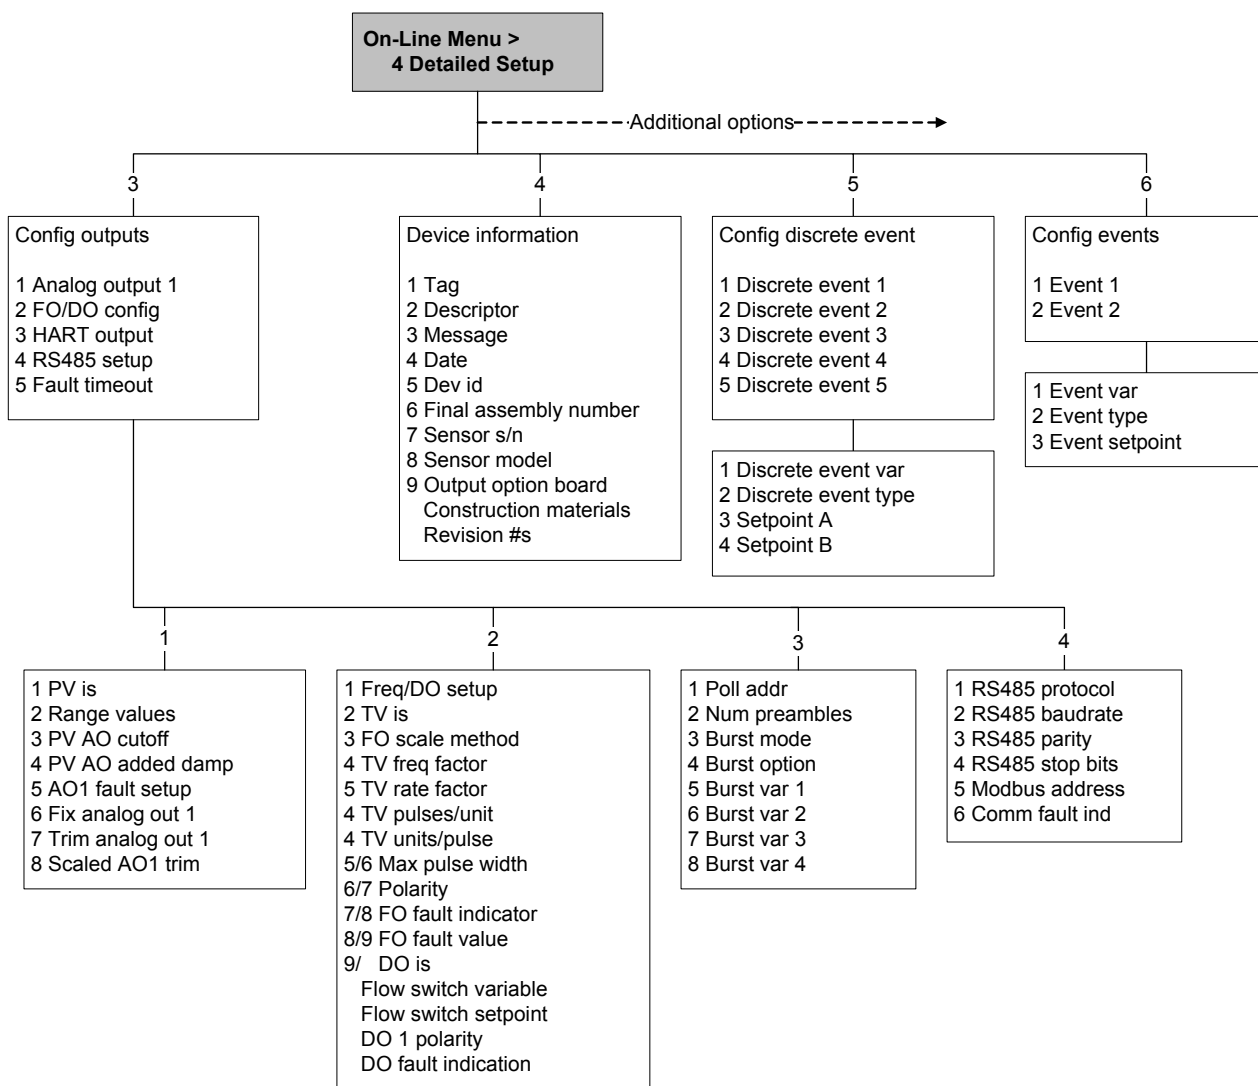 On-Line Menu >
4 Detailed Setup
Additional options
3
4
5
6
Config outputs
1 Analog output 1
2 FO/DO config
3 HART output
4 RS485 setup
5 Fault timeout
Device information
1 Tag
2 Descriptor
3 Message
4 Date
5 Dev id
6 Final assembly number
7 Sensor s/n
8 Sensor model
9 Output option board
Construction materials
Revision #s
Config discrete event
1 Discrete event 1
2 Discrete event 2
3 Discrete event 3
4 Discrete event 4
5 Discrete event 5
1 Discrete event var
2 Discrete event type
3 Setpoint A
4 Setpoint B
Config events
1 Event 1
2 Event 2
1 Event var
2 Event type
3 Event setpoint
1
2
3
4
1 PV is
2 Range values
3 PV AO cutoff
4 PV AO added damp
5 AO1 fault setup
6 Fix analog out 1
7 Trim analog out 1
8 Scaled AO1 trim
1 Freq/DO setup
2 TV is
3 FO scale method
4 TV freq factor
5 TV rate factor
4 TV pulses/unit
4 TV units/pulse
5/6 Max pulse width
6/7 Polarity
7/8 FO fault indicator
8/9 FO fault value
9/ DO is
Flow switch variable
Flow switch setpoint
DO 1 polarity
DO fault indication
1 Poll addr
2 Num preambles
3 Burst mode
4 Burst option
5 Burst var 1
6 Burst var 2
7 Burst var 3
8 Burst var 4
1 RS485 protocol
2 RS485 baudrate
3 RS485 parity
4 RS485 stop bits
5 Modbus address
6 Comm fault ind